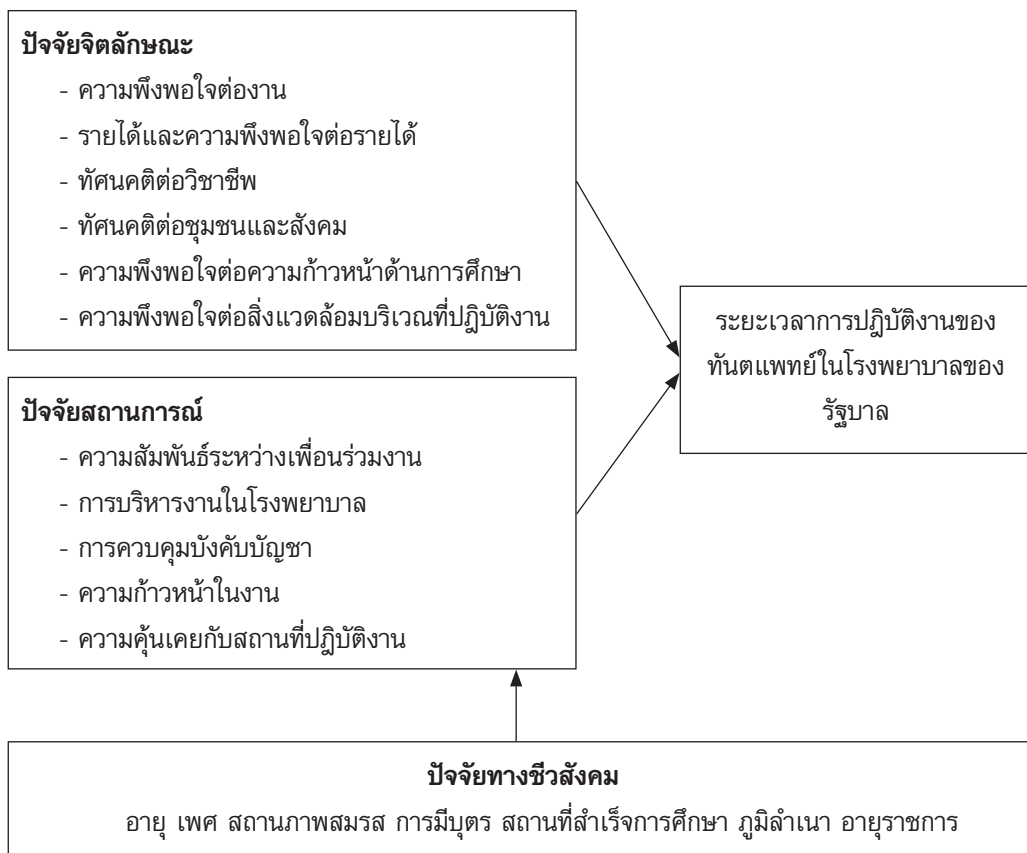 ปัจจัยจิตลักษณะ
- ความพึงพอใจต่องาน
- รายได้และความพึงพอใจต่อรายได้
- ทัศนคติต่อวิชาชีพ
- ทัศนคติต่อชุมชนและสังคม
- ความพึงพอใจต่อความก้าวหน้าด้านการศึกษา
- ความพึงพอใจต่อสิ่งแวดล้อมบริเวณที่ปฎิบัติงาน
ระยะเวลาการปฎิบัติงานของ
ทันตแพทย์ในโรงพยาบาลของ
รัฐบาล
ปัจจัยสถานการณ์
- ความสัมพันธ์ระหว่างเพื่อนร่วมงาน
- การบริหารงานในโรงพยาบาล
- การควบคุมบังคับบัญชา
- ความก้าวหน้าในงาน
- ความคุ้นเคยกับสถานที่ปฎิบัติงาน
ปัจจัยทางชีวสังคม
อายุ เพศ สถานภาพสมรส การมีบุตร สถานที่สำเร็จการศึกษา ภูมิลำเนา อายุราชการ